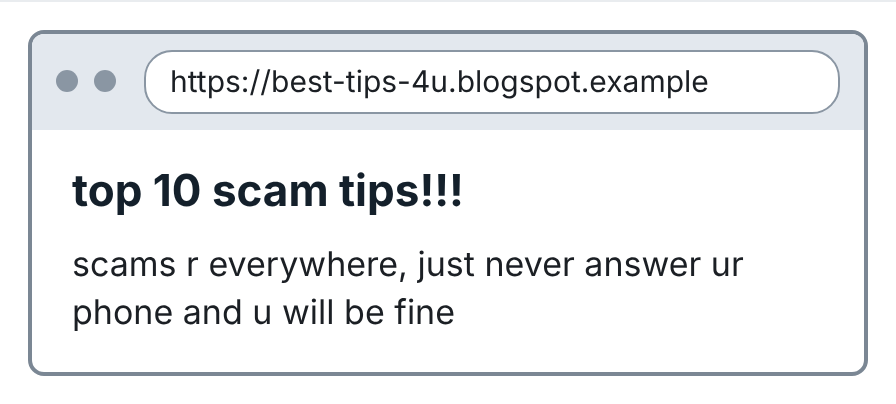 https://best-tips-4u.blogspot.example
top 10 scam tips!!!
scams r everywhere, just never answer ur
phone and u will be fine